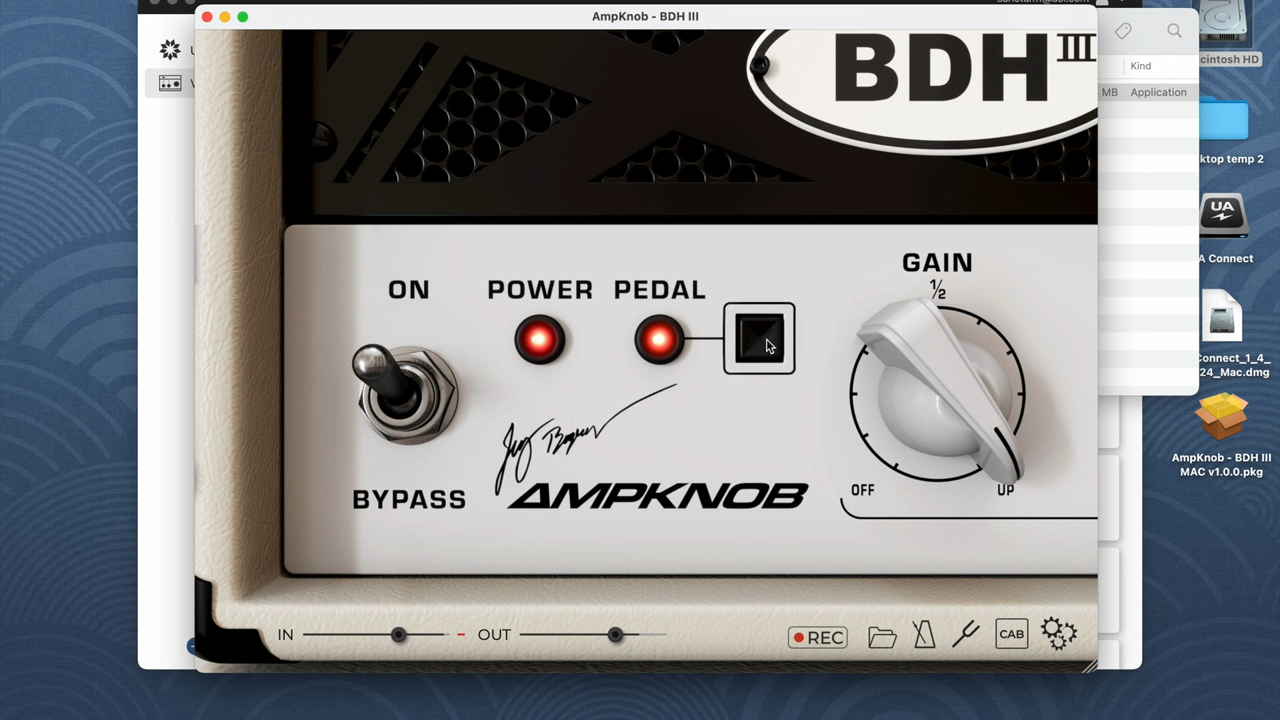 AmpKnob - BDH III
BDH III
Kind
MB Application
cintosh HD
ktop temp 2
UA
A Connect
Connect_1_4_
24_Mac.dmg
AmpKnob - BDH III
MAC v1.0.0.pkg
ON
POWER
PEDAL
GAIN
½
OFF
UP
BYPASS
AMPKNOB
IN
OUT
REC
CAB